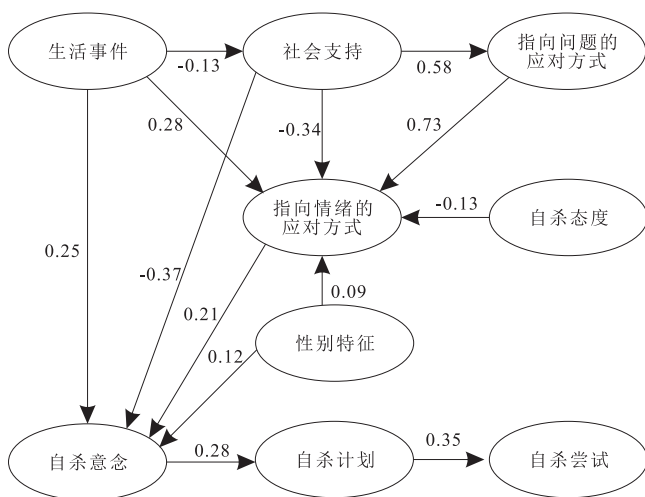 生活事件
社会支持
指向问题的
应对方式
-0.13
0.58
0.28
-0.34
0.73
指向情绪的
应对方式
-0.13
自杀态度
0.25
-0.37
0.21
0.09
0.12
性别特征
自杀意念
0.28
自杀计划
0.35
自杀尝试